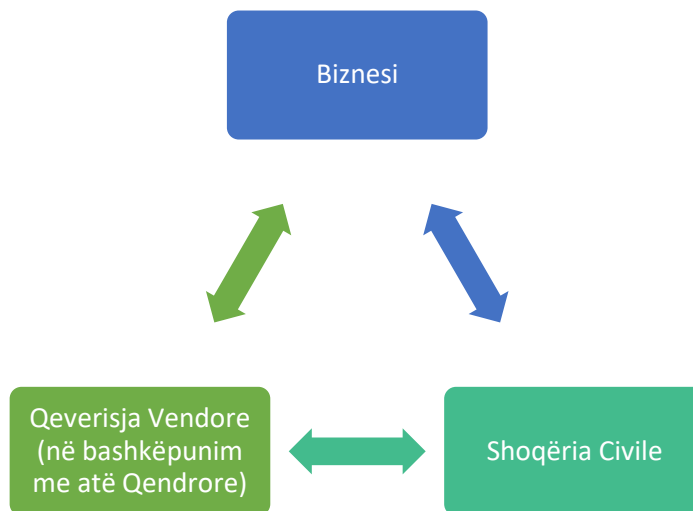 Biznesi
Qeverisja Vendore
(në bashkëpunim
me atë Qendrore)
Shoqëria Civile